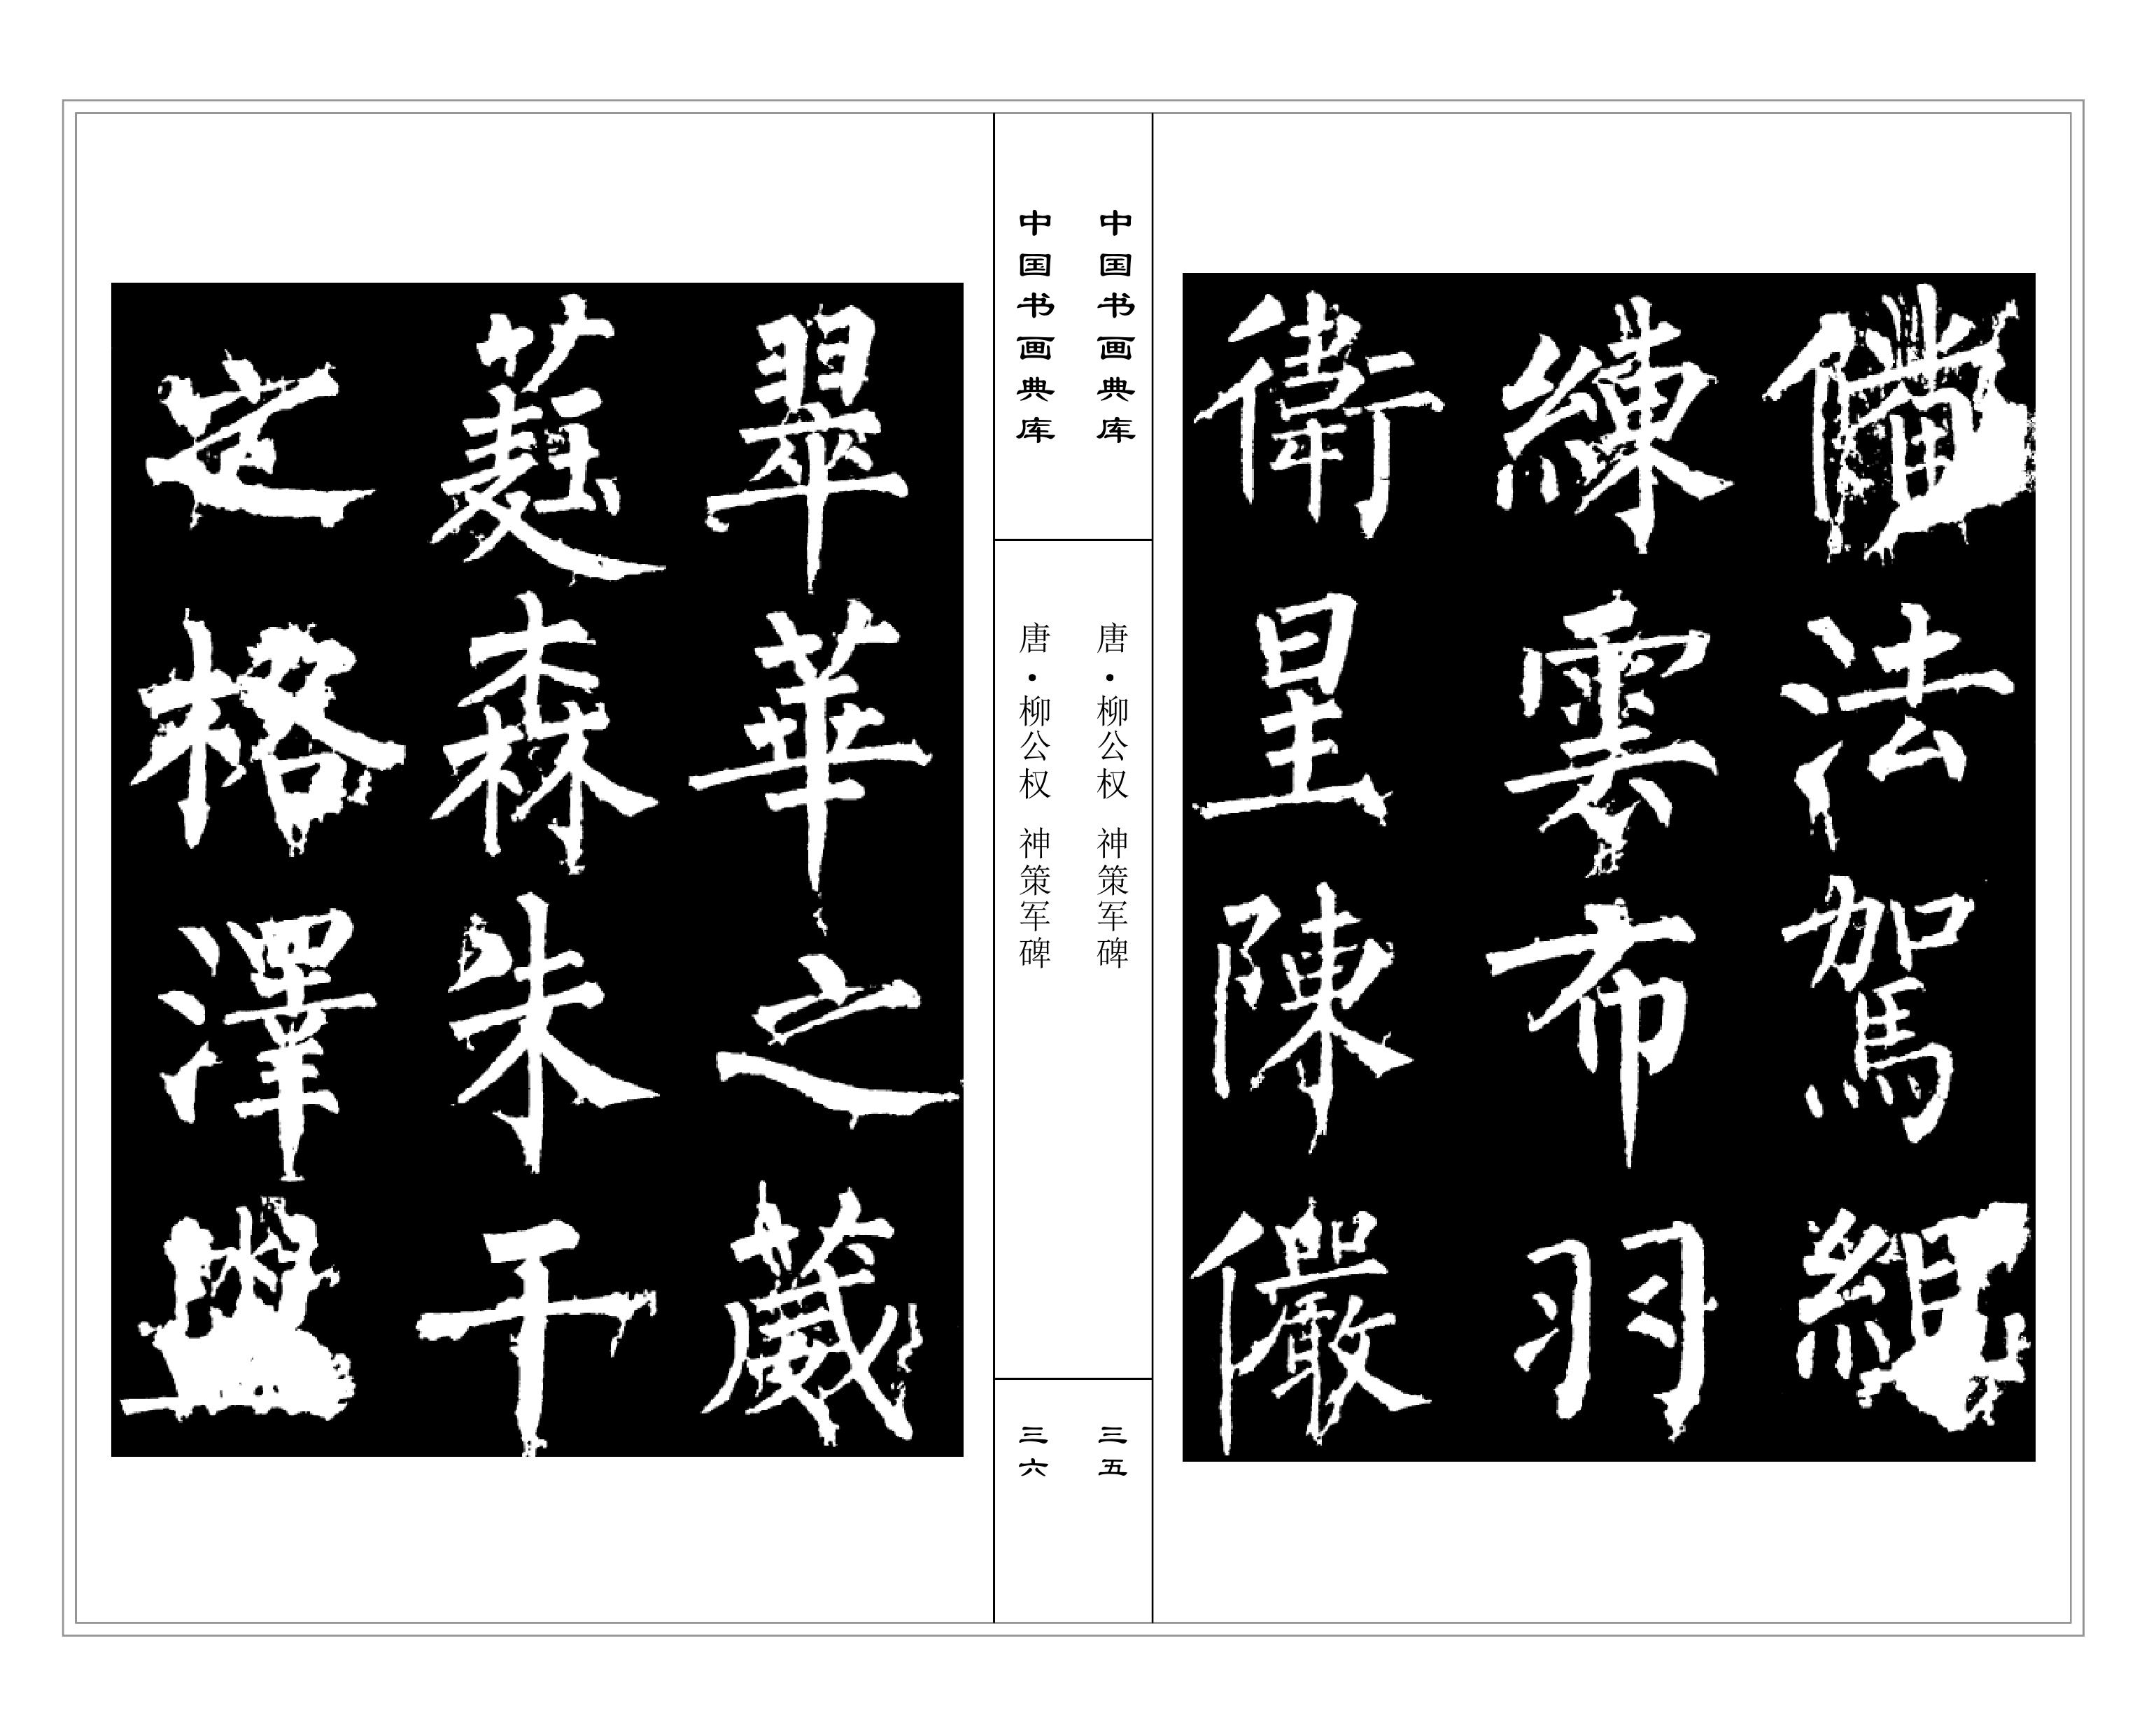 儀法駕組
練雲布羽
衛星陳儼
中国书画典库
唐·柳公权 神策军碑
三五
中国书画典库
唐·柳公权 神策军碑
三六
翠華之葳
蕤森朱干
之格澤